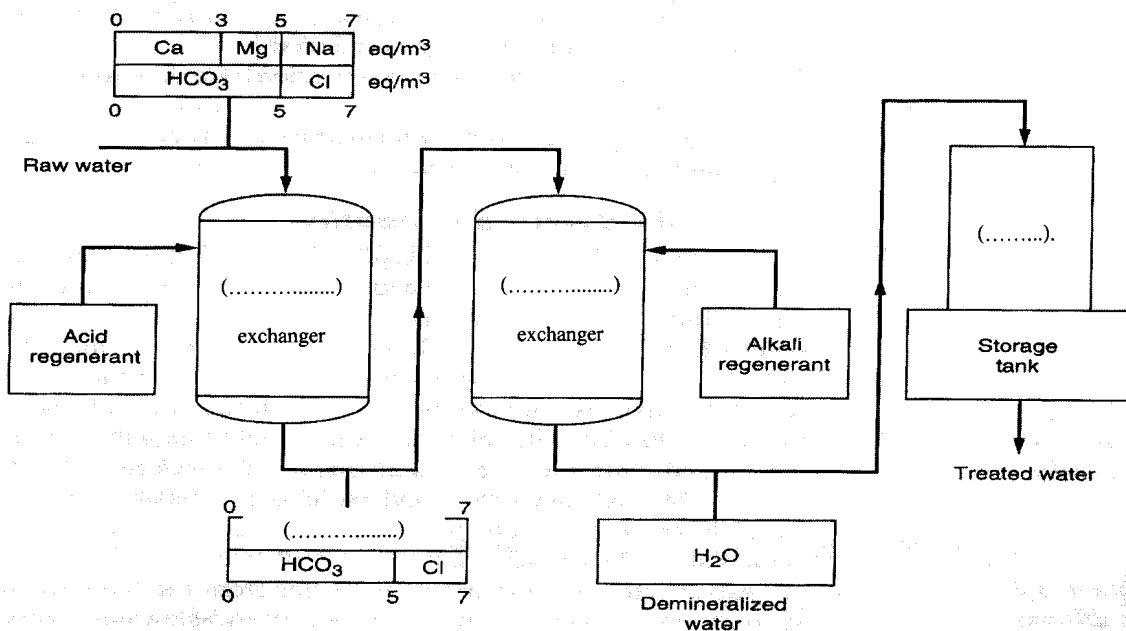 0 3 5 7
Ca Mg Na eq/m³
HCO₃ Cl eq/m³
0 5 7
Raw water
(.................)
exchanger
(.................)
exchanger
(.........).
Acid
regenerant
Alkali
regenerant
Storage
tank
Treated water
0 7
(.................)
HCO₃ Cl
0 5 7
H₂O
Demineralized
water